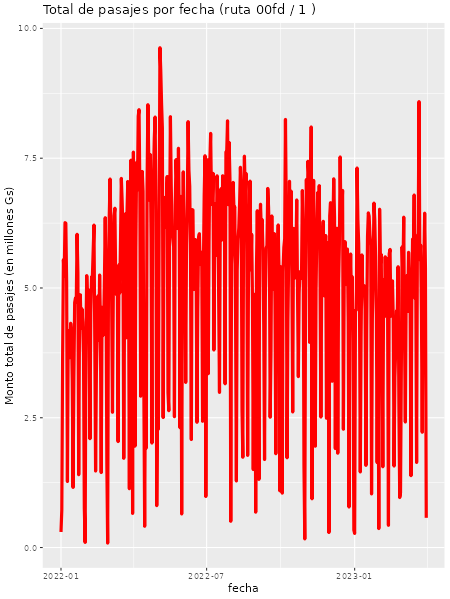 Total de pasajes por fecha (ruta 00fd / 1 )
Monto total de pasajes (en millones Gs)
10.0
7.5
5.0
2.5
0.0
2022-01
2022-07
2023-01
fecha